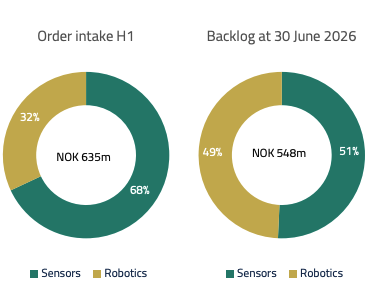 Order intake H1
32%
NOK 635m
68%
Sensors
Robotics
Backlog at 30 June 2026
49%
NOK 548m
51%
Sensors
Robotics